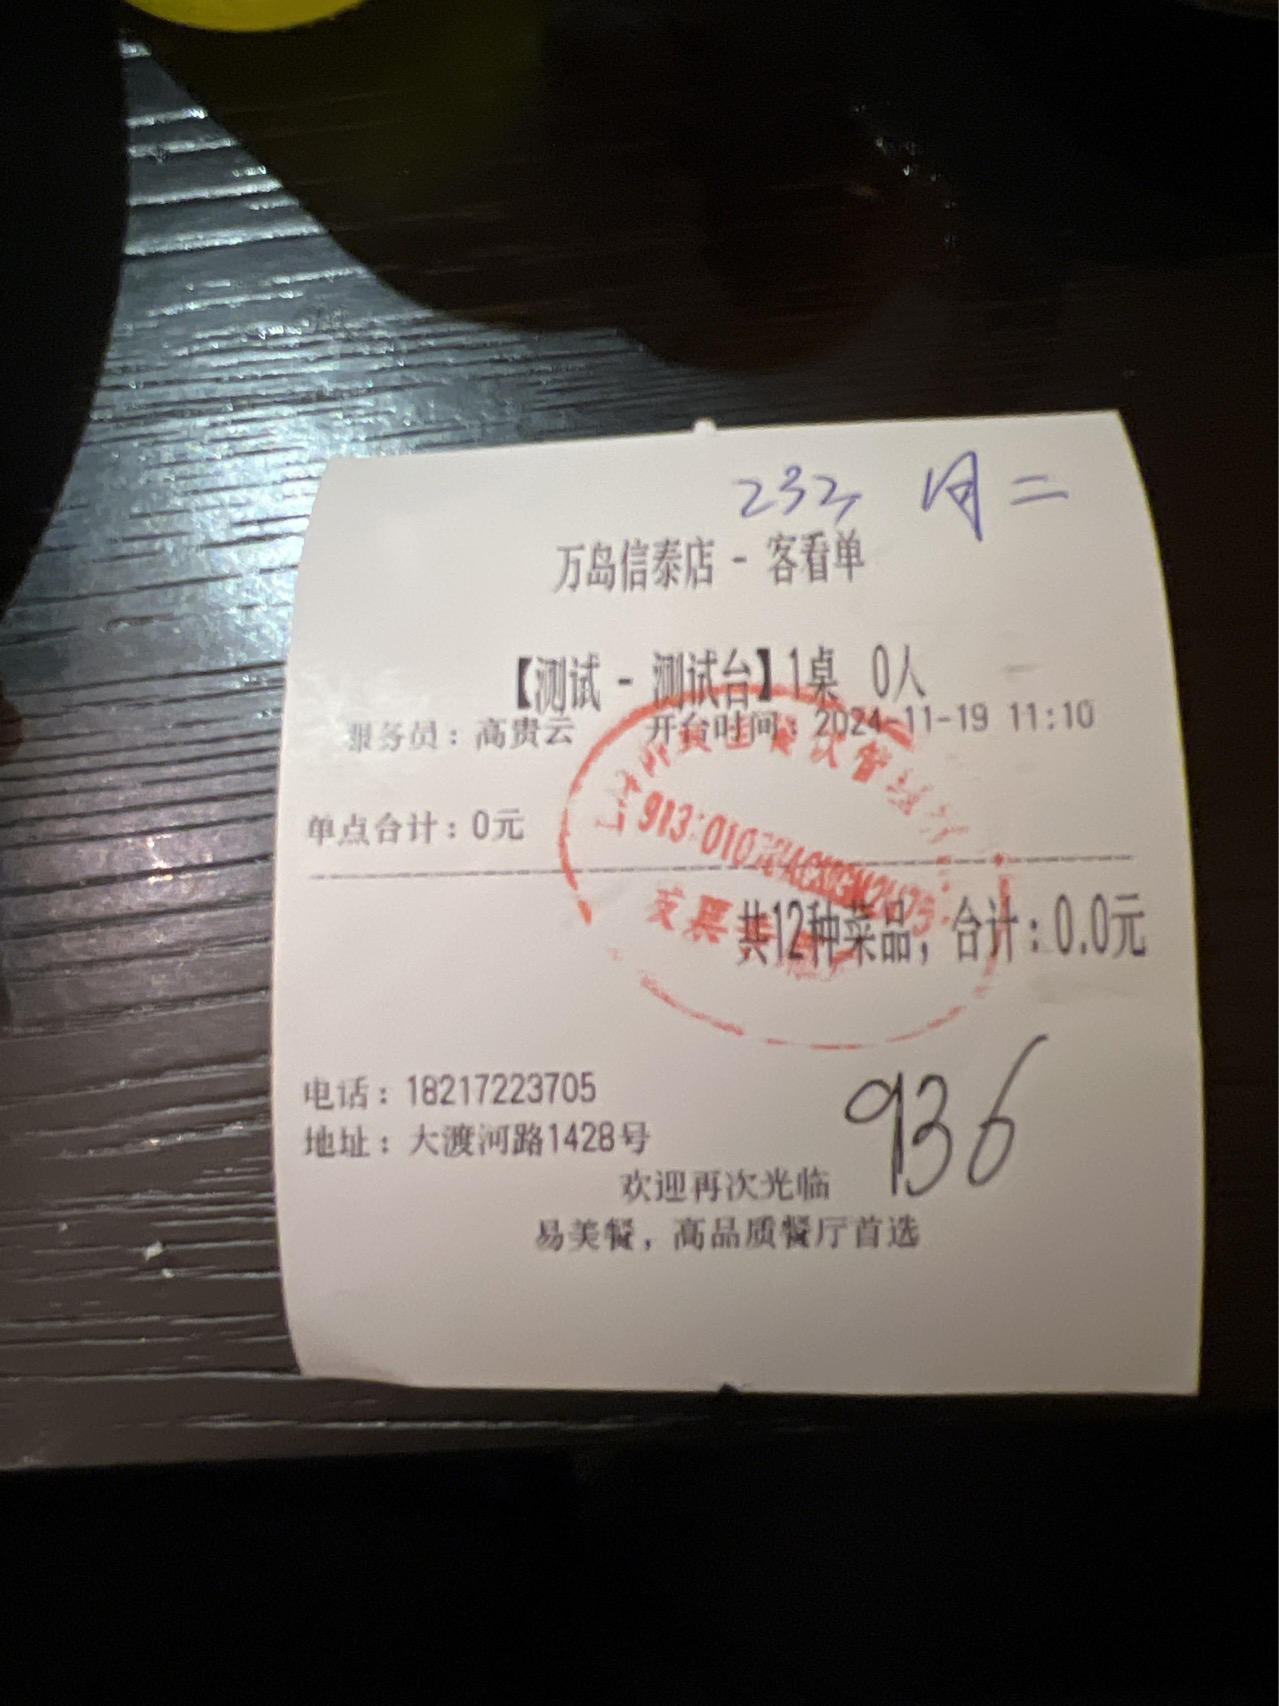 232 周二
万岛信泰店 - 客看单
【测试 - 测试台】1桌 0人
服务员：高贵云 开台时间：2024-11-19 11:10
单点合计：0元
发票
共12种菜品，合计：0.0元
电话：18217223705
地址：大渡河路1428号
936
欢迎再次光临
易美餐，高品质餐厅首选